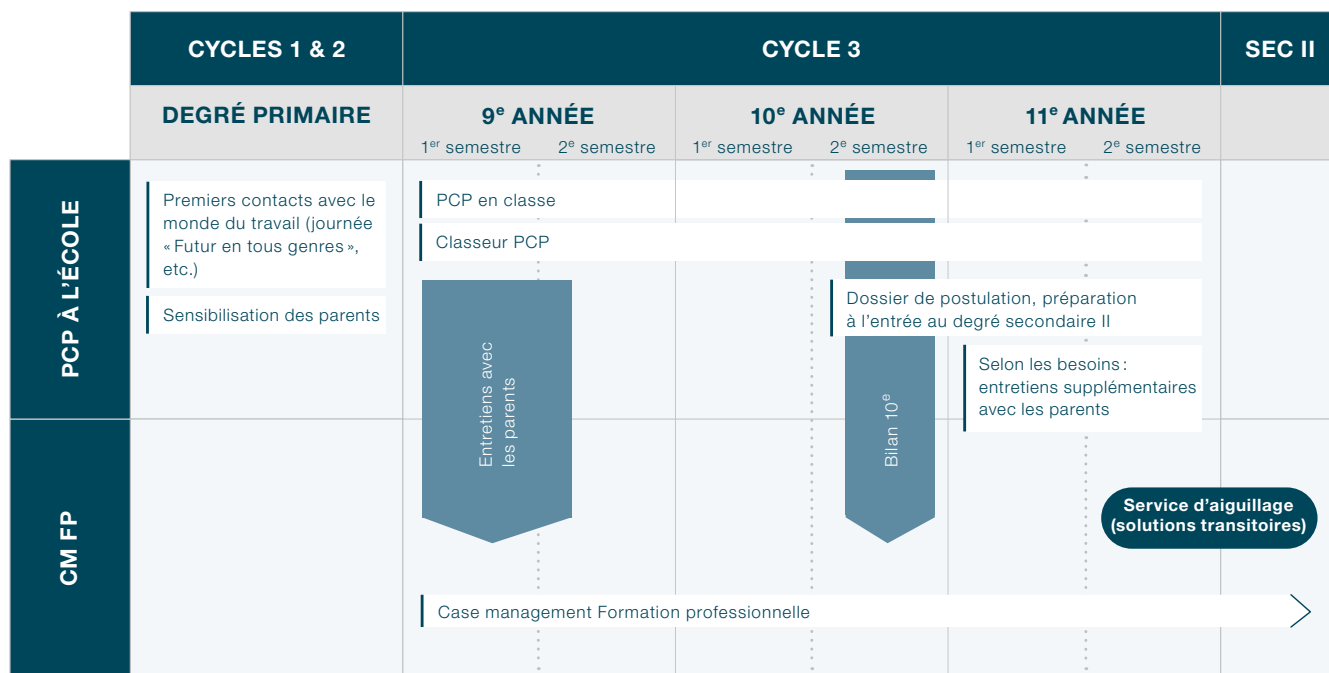 CYCLES 1 & 2
CYCLE 3
SEC II
DEGRÉ PRIMAIRE
9e ANNÉE
10e ANNÉE
11e ANNÉE
1er semestre
2e semestre
1er semestre
2e semestre
1er semestre
2e semestre
PCP À L'ÉCOLE
Premiers contacts avec le
monde du travail (journée
« Futur en tous genres »,
etc.)
Sensibilisation des parents
PCP en classe
Classeur PCP
Entretiens avec
les parents
Dossier de postulation, préparation
à l'entrée au degré secondaire II
Bilan 10e
Selon les besoins :
entretiens supplémentaires
avec les parents
CM FP
Service d'aiguillage
(solutions transitoires)
Case management Formation professionnelle